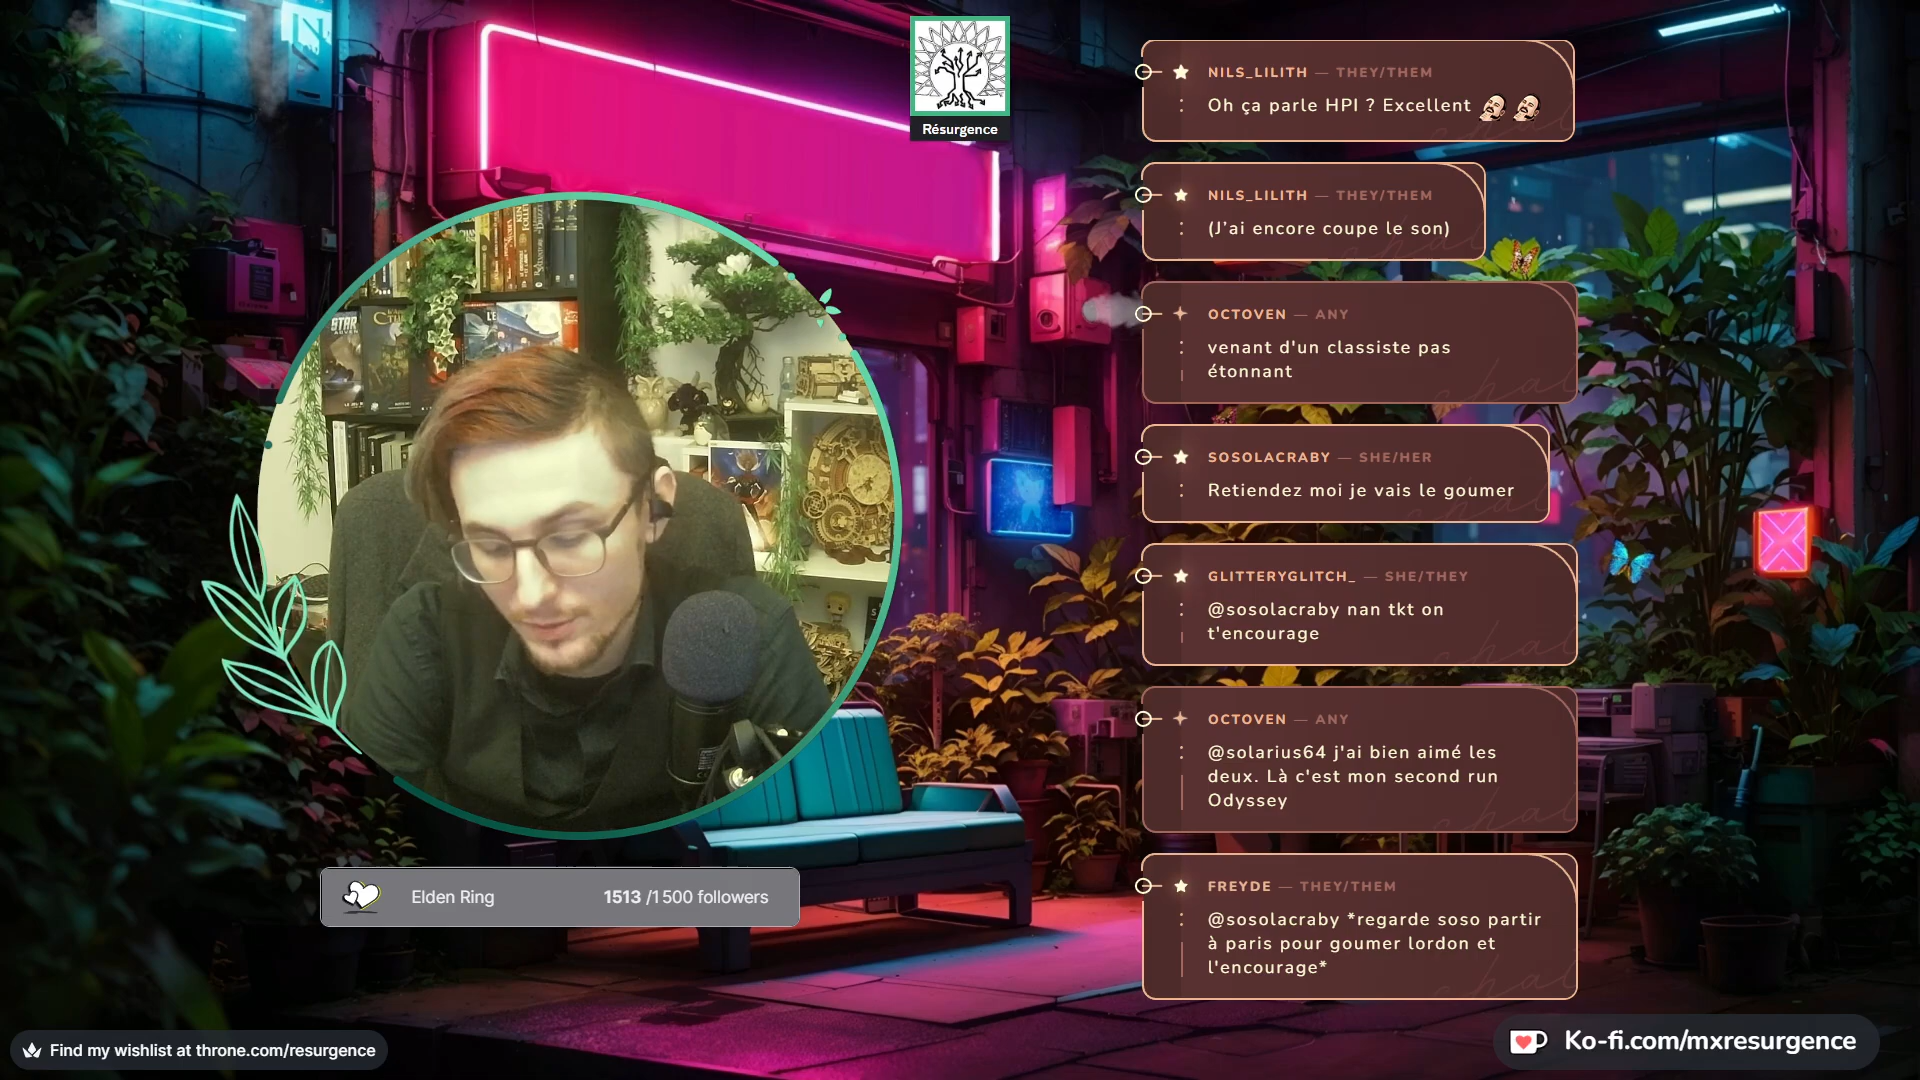 Résurgence
NILS_LILITH — THEY/THEM
Oh ça parle HPI ? Excellent
NILS_LILITH — THEY/THEM
(J'ai encore coupe le son)
OCTOVEN — ANY
venant d'un classiste pas
étonnant
SOSOLACRABY — SHE/HER
Retiendez moi je vais le goumer
GLITTERYGLITCH_ — SHE/THEY
@sosolacraby nan tkt on
t'encourage
OCTOVEN — ANY
@solarius64 j'ai bien aimé les
deux. Là c'est mon second run
Odyssey
FREYDE — THEY/THEM
@sosolacraby *regarde soso partir
à paris pour goumer lordon et
l'encourage*
Elden Ring 1513 /1 500 followers
Find my wishlist at throne.com/resurgence
Ko-fi.com/mxresurgence